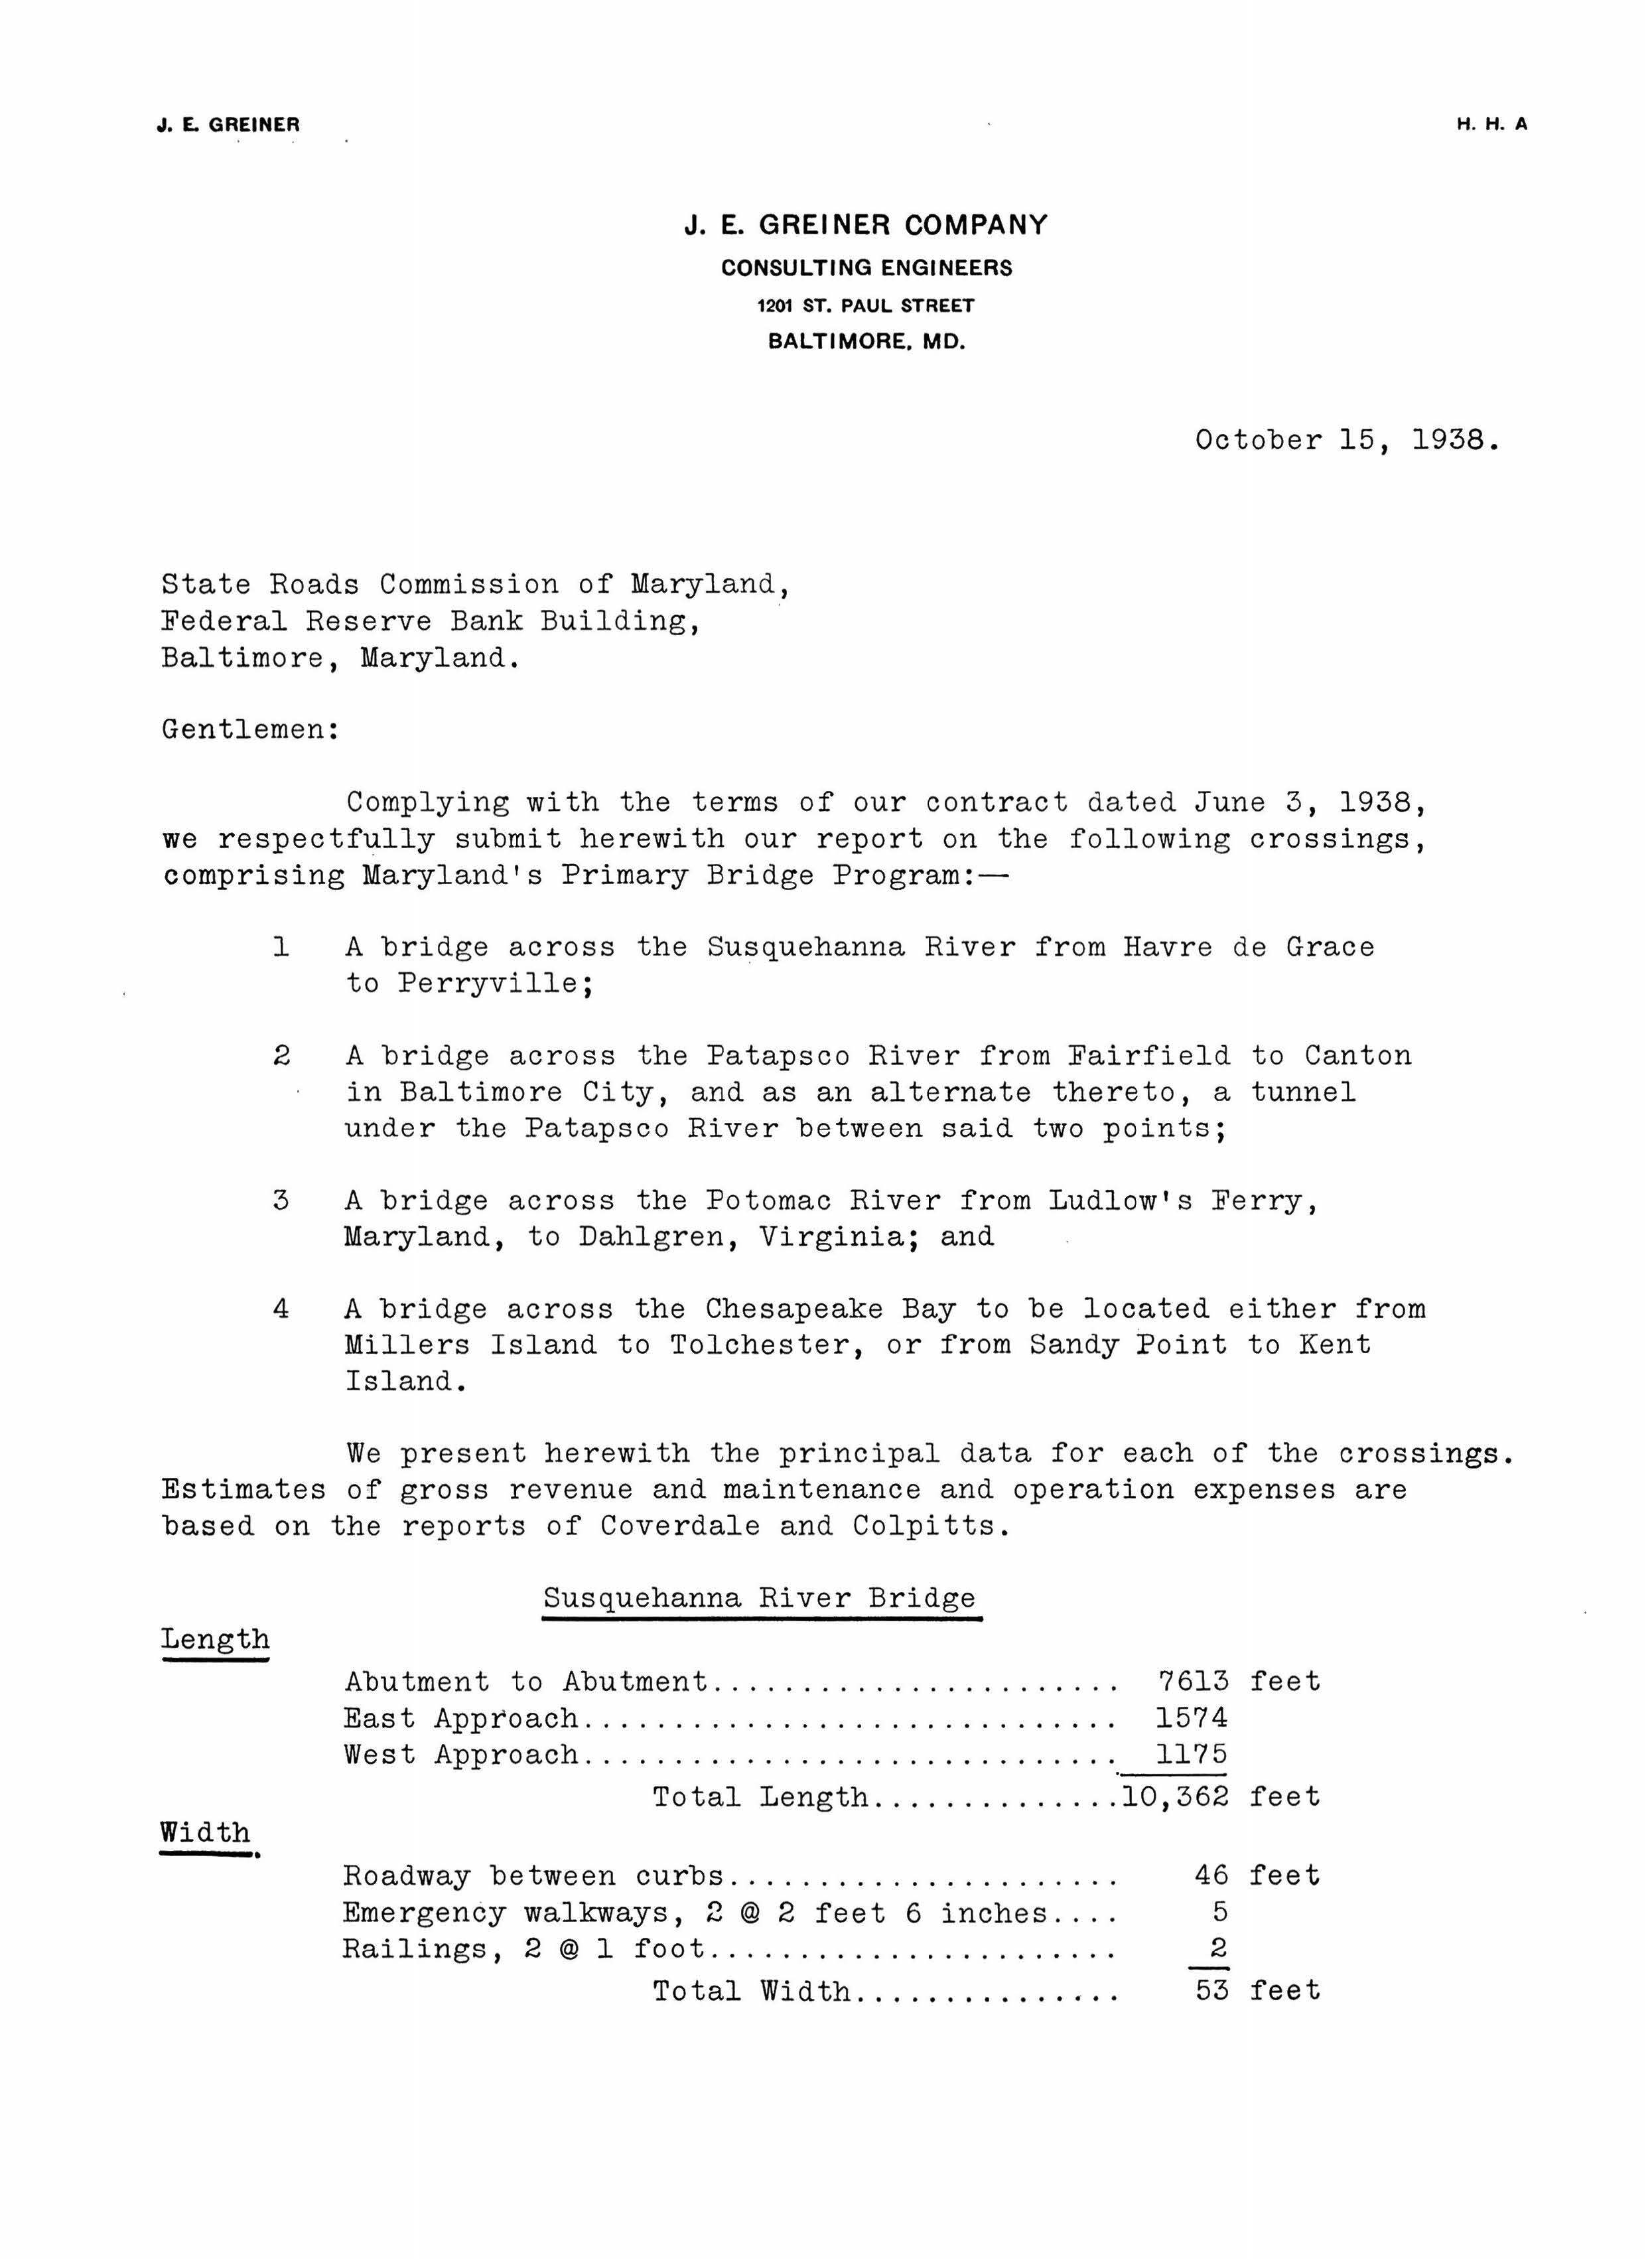 J. E. GREINER H. H. A
J. E. GREINER COMPANY
CONSULTING ENGINEERS
1201 ST. PAUL STREET
BALTIMORE, MD.
October 15, 1938.
State Roads Commission of Maryland,
Federal Reserve Bank Building,
Baltimore, Maryland.
Gentlemen:
Complying with the terms of our contract dated June 3, 1938,
we respectfully submit herewith our report on the following crossings,
comprising Maryland's Primary Bridge Program:—
1 A bridge across the Susquehanna River from Havre de Grace
to Perryville;
2 A bridge across the Patapsco River from Fairfield to Canton
in Baltimore City, and as an alternate thereto, a tunnel
under the Patapsco River between said two points;
3 A bridge across the Potomac River from Ludlow's Ferry,
Maryland, to Dahlgren, Virginia; and
4 A bridge across the Chesapeake Bay to be located either from
Millers Island to Tolchester, or from Sandy Point to Kent
Island.
We present herewith the principal data for each of the crossings.
Estimates of gross revenue and maintenance and operation expenses are
based on the reports of Coverdale and Colpitts.
Susquehanna River Bridge
Length
Abutment to Abutment....................... 7613 feet
East Approach.............................. 1574
West Approach.............................. 1175
Total Length..............10,362 feet
Width
Roadway between curbs...................... 46 feet
Emergency walkways, 2 @ 2 feet 6 inches.... 5
Railings, 2 @ 1 foot....................... 2
Total Width............... 53 feet